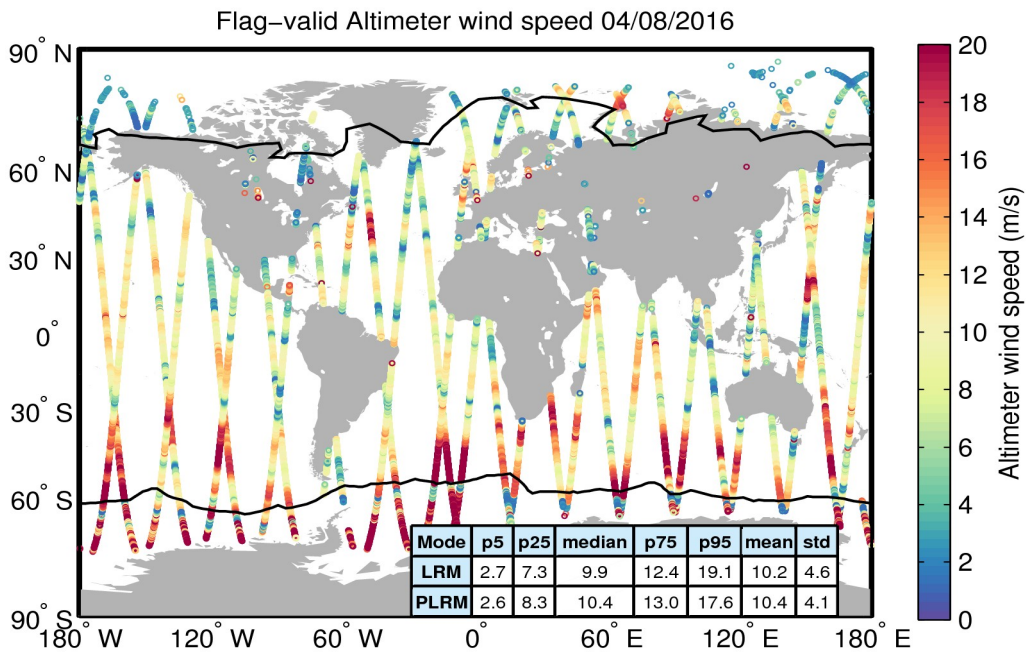 Flag−valid Altimeter wind speed 04/08/2016
90° N
60° N
30° N
0°
30° S
60° S
90° S
180° W
120° W
60° W
0°
60° E
120° E
180° E
Mode p5 p25 median p75 p95 mean std
LRM 2.7 7.3 9.9 12.4 19.1 10.2 4.6
PLRM 2.6 8.3 10.4 13.0 17.6 10.4 4.1
20
18
16
14
12
10
8
6
4
2
0
Altimeter wind speed (m/s)